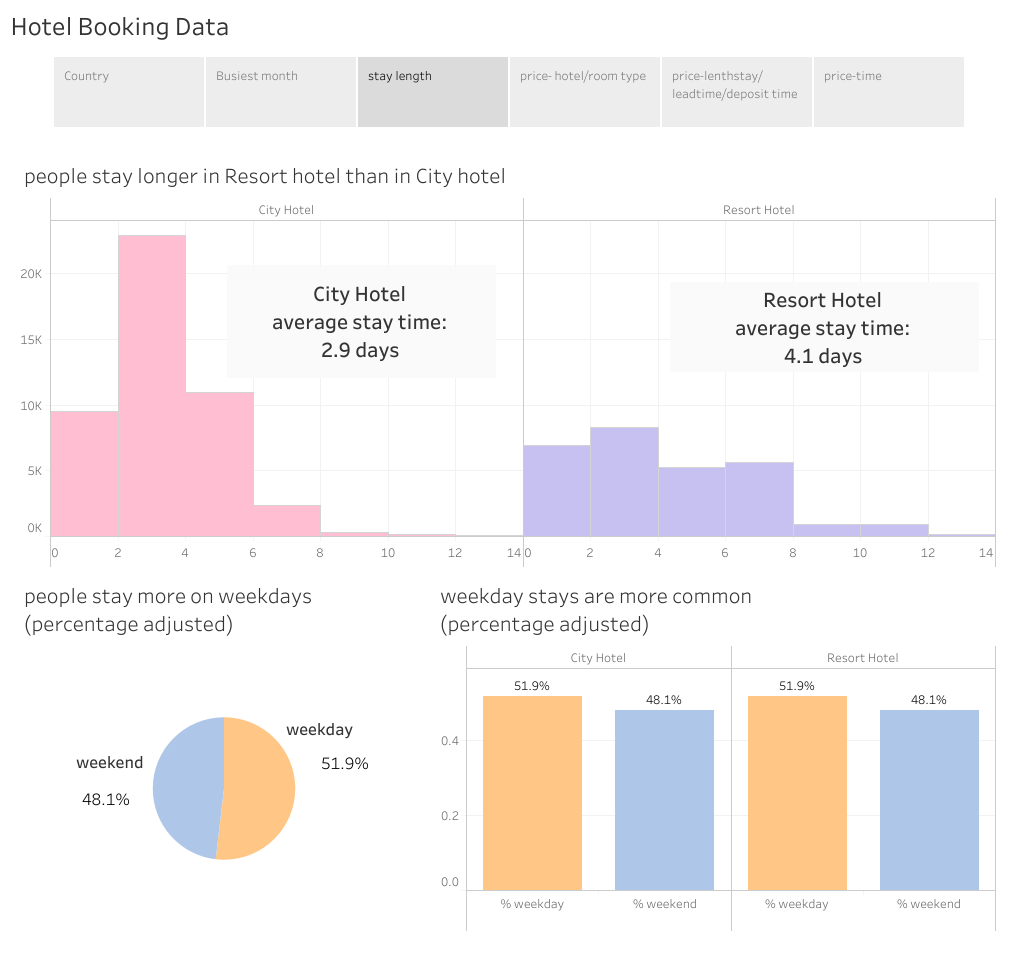 Hotel Booking Data
Country
Busiest month
stay length
price- hotel/room type
price-lenthstay/
leadtime/deposit time
price-time
people stay longer in Resort hotel than in City hotel
City Hotel
Resort Hotel
20K
15K
10K
5K
0K
City Hotel
average stay time:
2.9 days
Resort Hotel
average stay time:
4.1 days
0 2 4 6 8 10 12 14
0 2 4 6 8 10 12 14
people stay more on weekdays
(percentage adjusted)
weekday
51.9%
weekend
48.1%
weekday stays are more common
(percentage adjusted)
City Hotel
Resort Hotel
51.9%
48.1%
51.9%
48.1%
0.4
0.2
0.0
% weekday
% weekend
% weekday
% weekend